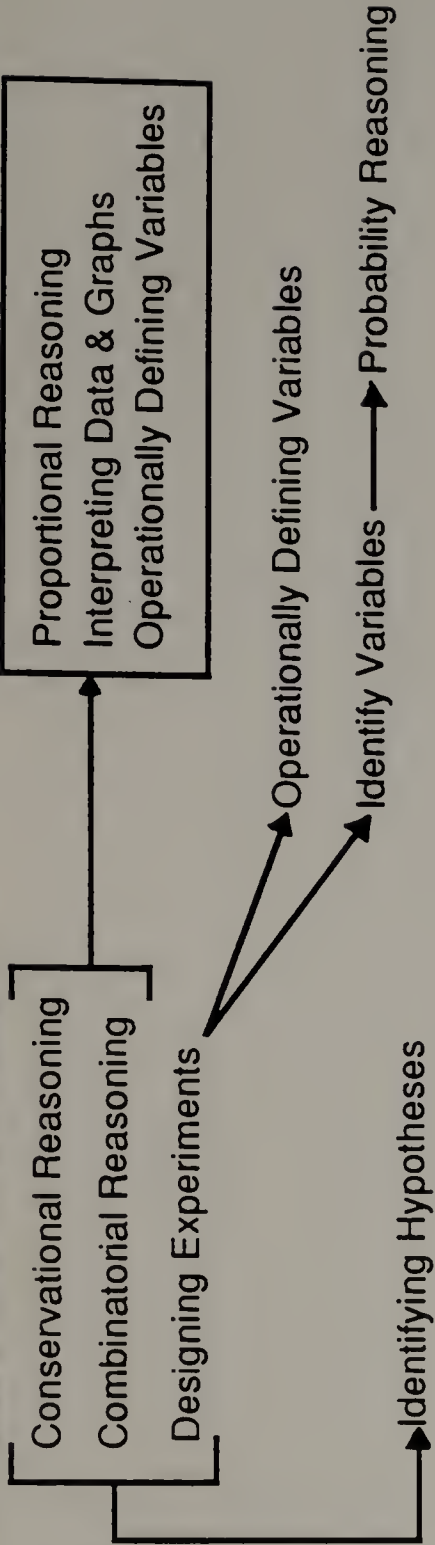 Conservational Reasoning
Combinatorial Reasoning
Designing Experiments
Proportional Reasoning
Interpreting Data & Graphs
Operationally Defining Variables
Operationally Defining Variables
Identify Variables
Probability Reasoning
Identifying Hypotheses